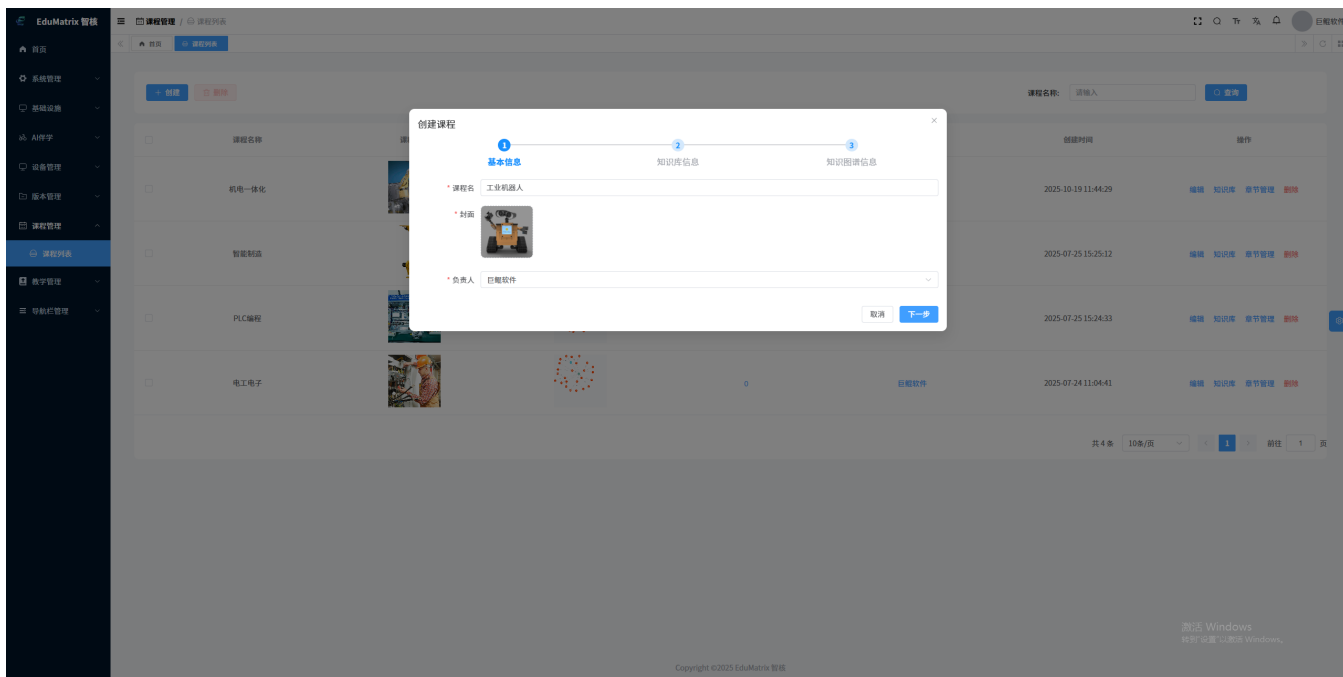 EduMatrix 智核
课程管理 / 课程列表
首页
系统管理
基础设施
AI伴学
设备管理
版本管理
课程管理
课程列表
教学管理
导航栏管理
首页
课程列表
+ 创建
删除
课程名称: 请输入
查询
课程名称
创建时间
操作
机电一体化
2025-10-19 11:44:29
编辑 知识库 章节管理 删除
智能制造
2025-07-25 15:25:12
编辑 知识库 章节管理 删除
PLC编程
2025-07-25 15:24:33
编辑 知识库 章节管理 删除
电工电子
0
巨鲲软件
2025-07-24 11:04:41
编辑 知识库 章节管理 删除
共 4 条 10条/页 1 前往 1 页
创建课程
1 2 3
基本信息 知识库信息 知识图谱信息
* 课程名 工业机器人
* 封面
* 负责人 巨鲲软件
取消 下一步
激活 Windows
转到"设置"以激活 Windows。
Copyright ©2025 EduMatrix 智核